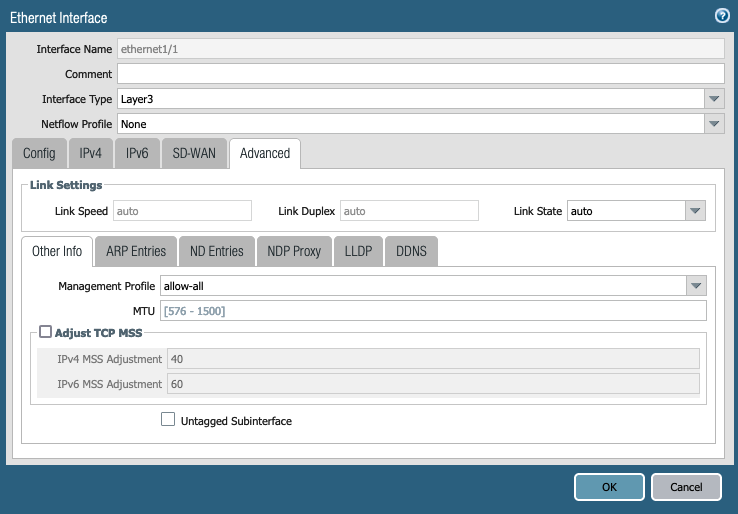 Ethernet Interface
?
Interface Name ethernet1/1
Comment
Interface Type Layer3
Netflow Profile None
Config IPv4 IPv6 SD-WAN Advanced
Link Settings
Link Speed auto Link Duplex auto Link State auto
Other Info ARP Entries ND Entries NDP Proxy LLDP DDNS
Management Profile allow-all
MTU [576 - 1500]
Adjust TCP MSS
IPv4 MSS Adjustment 40
IPv6 MSS Adjustment 60
Untagged Subinterface
OK Cancel